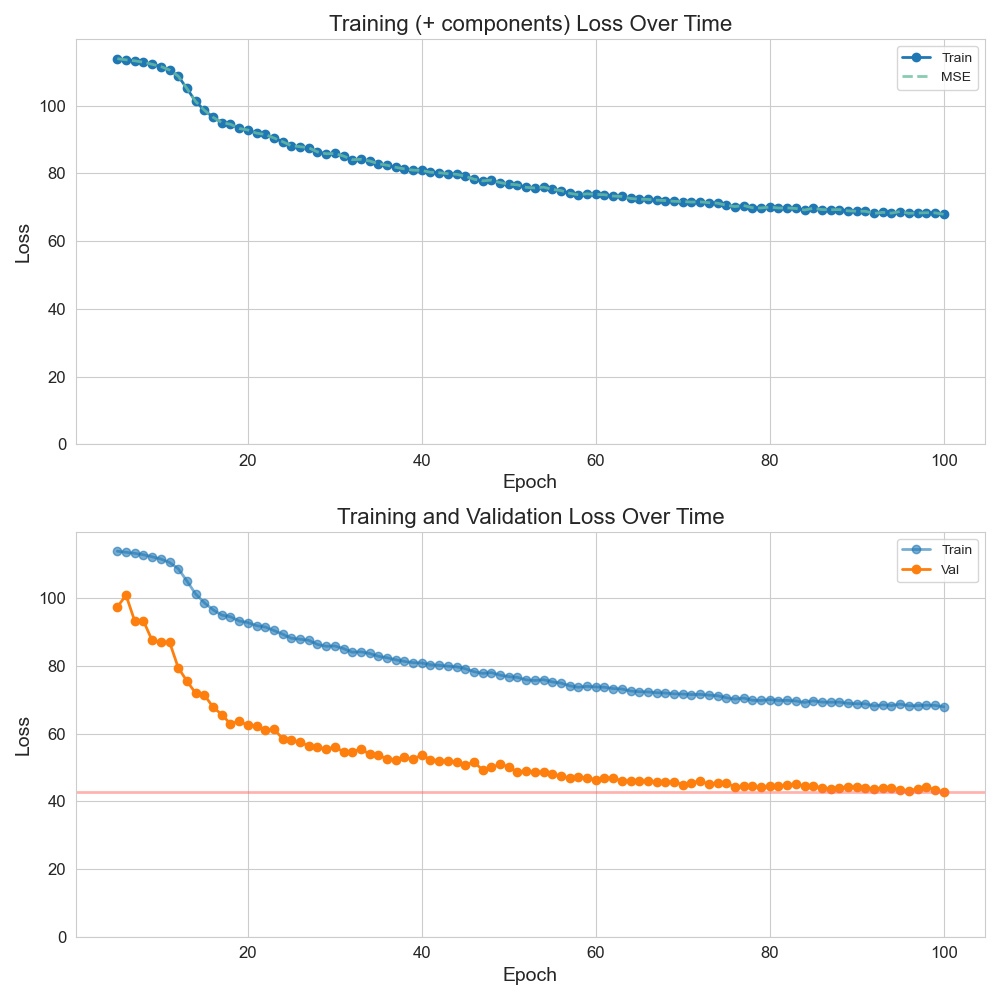 Training (+ components) Loss Over Time
Train
MSE
Loss
100
80
60
40
20
0
20 40 60 80 100
Epoch
Training and Validation Loss Over Time
Train
Val
Loss
100
80
60
40
20
0
20 40 60 80 100
Epoch